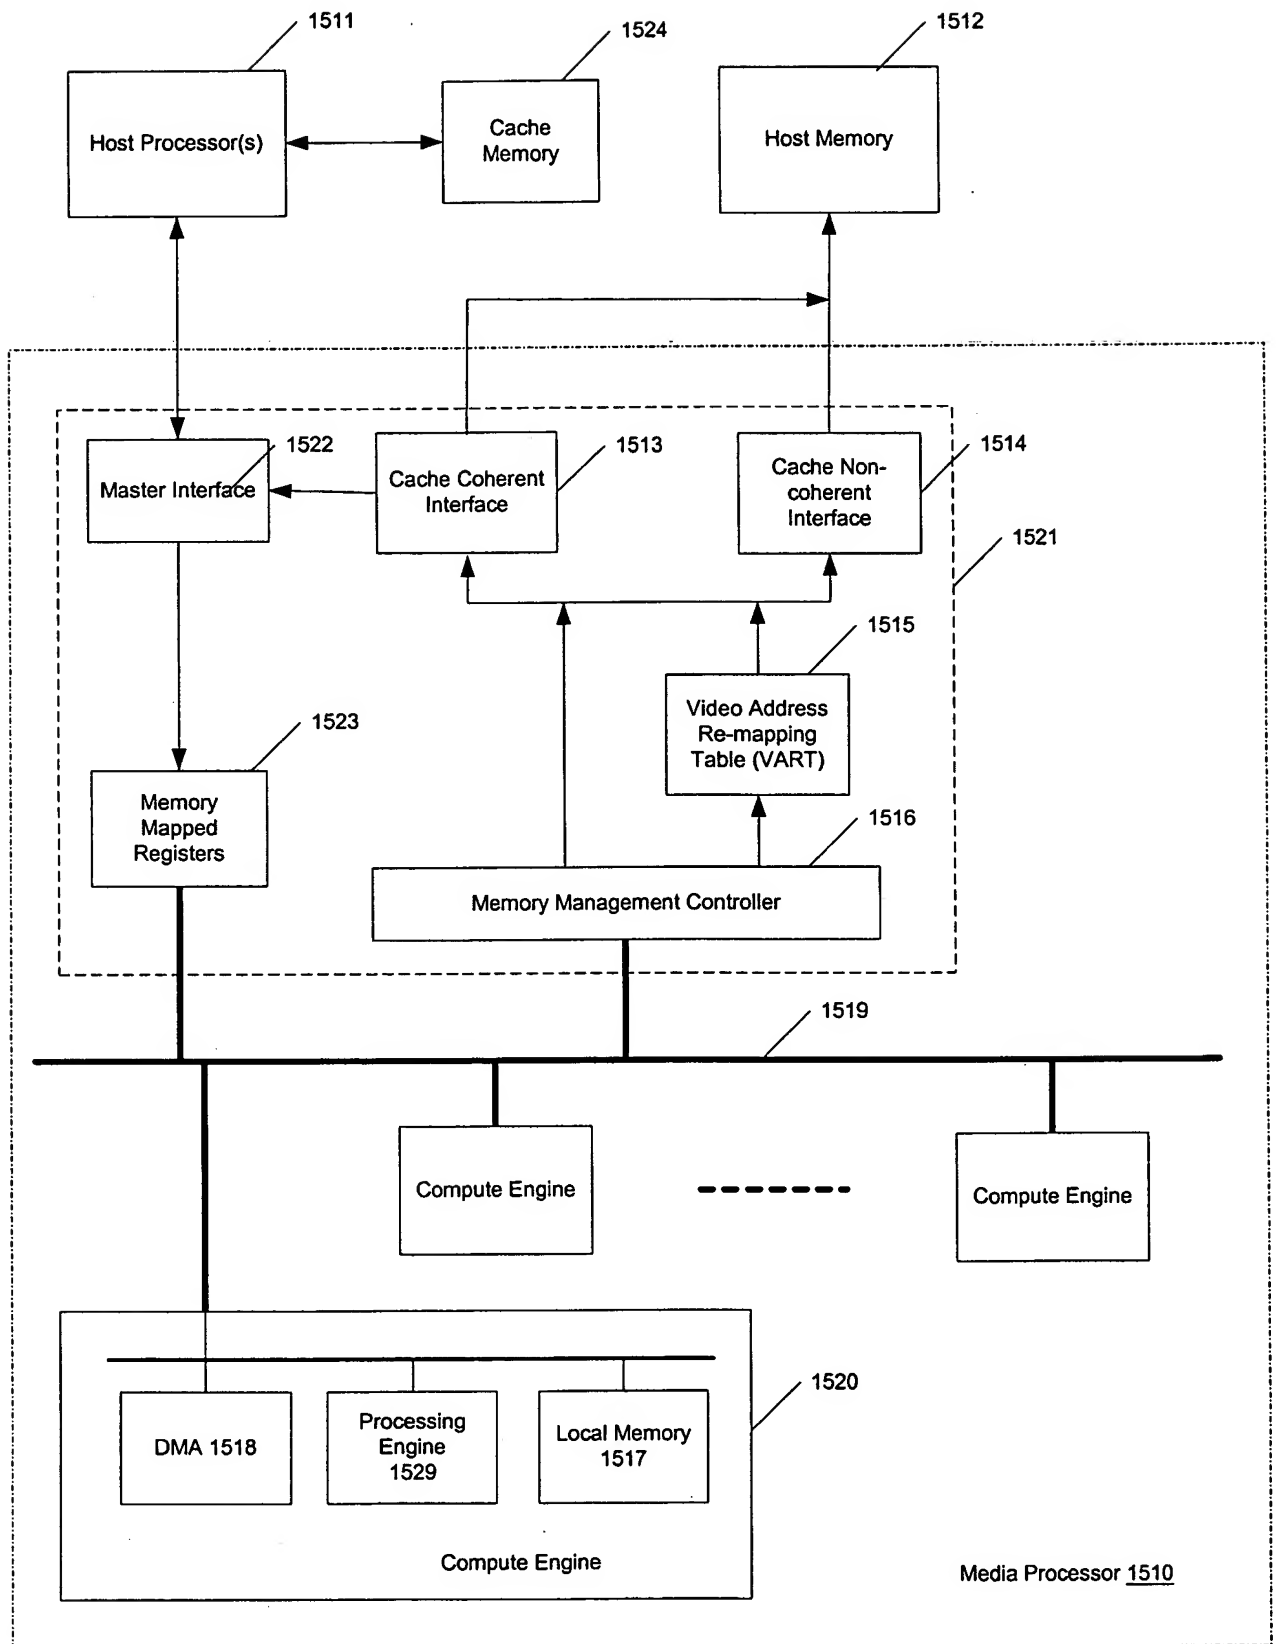 1511
1524
1512
Host Processor(s)
Cache
Memory
Host Memory
1522
1513
1514
Master Interface
Cache Coherent
Interface
Cache Non-
coherent
Interface
1521
1515
Video Address
Re-mapping
Table (VART)
1523
Memory
Mapped
Registers
1516
Memory Management Controller
1519
Compute Engine
Compute Engine
1520
DMA 1518
Processing
Engine
1529
Local Memory
1517
Compute Engine
Media Processor 1510